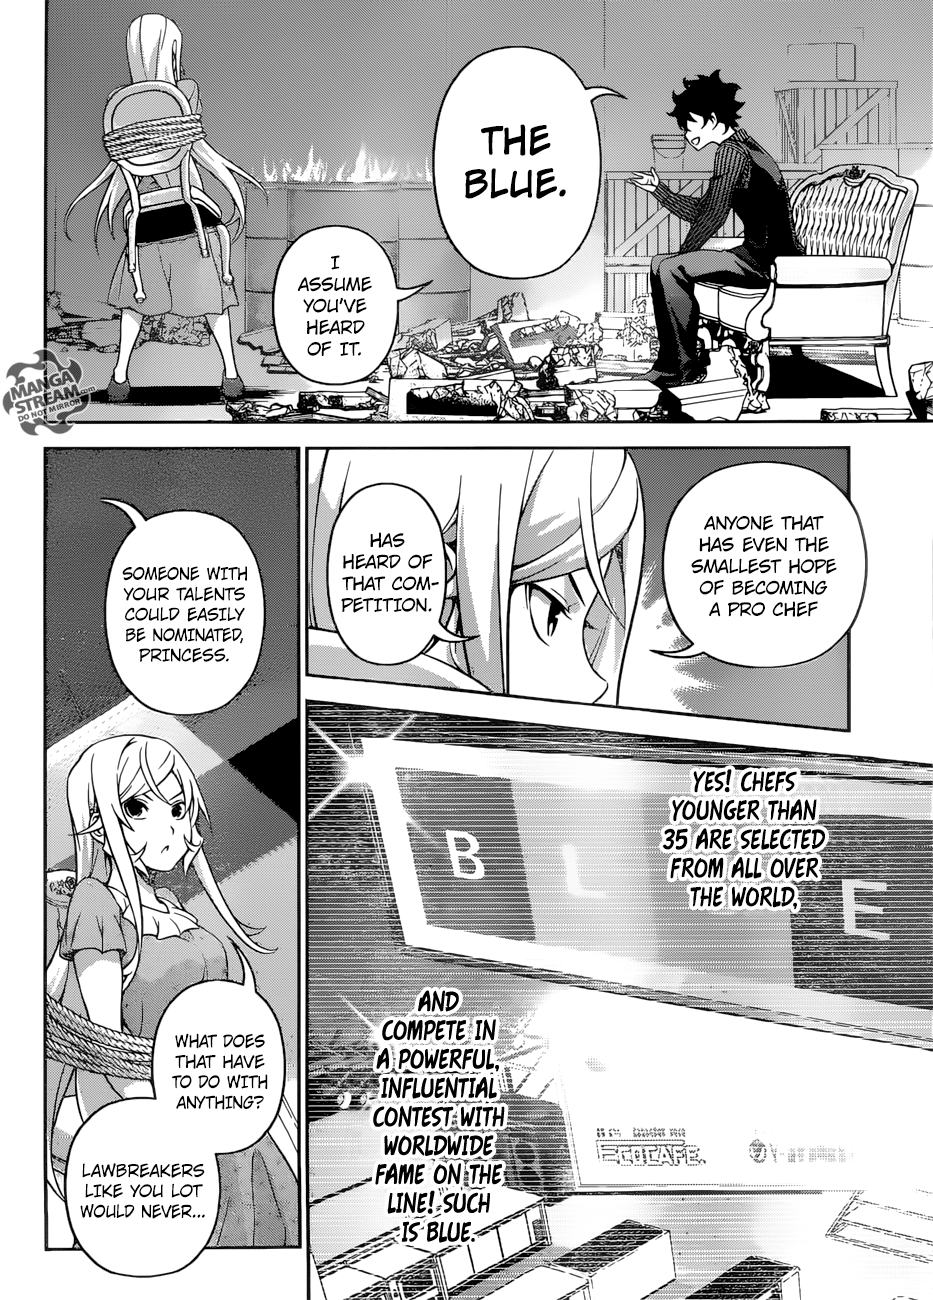 THE
BLUE.
I
ASSUME
YOU'VE
HEARD
OF IT.
MANGA
STREAM.com
DO NOT MIRROR!
ANYONE THAT
HAS EVEN THE
SMALLEST HOPE
OF BECOMING
A PRO CHEF
HAS
HEARD OF
THAT COM-
PETITION.
SOMEONE WITH
YOUR TALENTS
COULD EASILY
BE NOMINATED,
PRINCESS.
YES! CHEFS
YOUNGER THAN
35 ARE SELECTED
FROM ALL OVER
THE WORLD,
B L E
AND
COMPETE IN
A POWERFUL,
INFLUENTIAL
CONTEST WITH
WORLDWIDE
FAME ON THE
LINE! SUCH
IS BLUE.
ECOCAFE.
WHAT DOES
THAT HAVE
TO DO WITH
ANYTHING?
LAWBREAKERS
LIKE YOU LOT
WOULD NEVER...